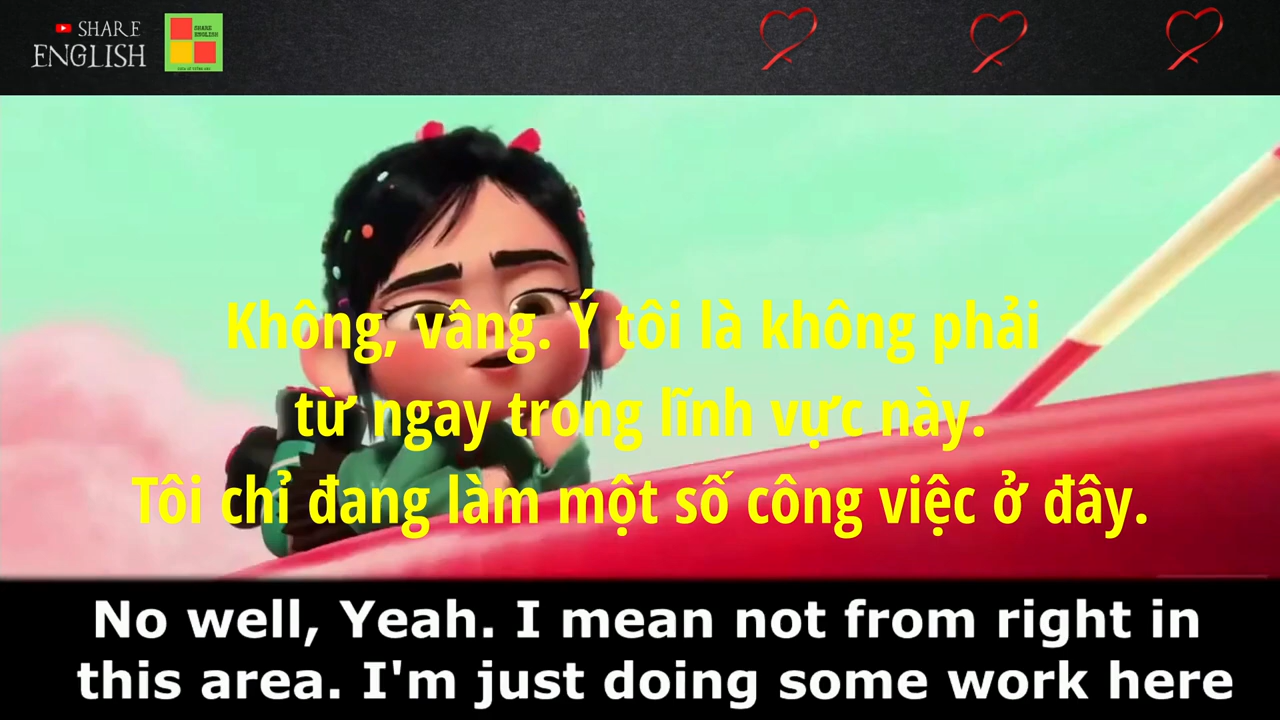 SHARE
ENGLISH
SHARE
ENGLISH
Không, vâng. Ý tôi là không phải
từ ngay trong lĩnh vực này.
Tôi chỉ đang làm một số công việc ở đây.
No well, Yeah. I mean not from right in
this area. I'm just doing some work here